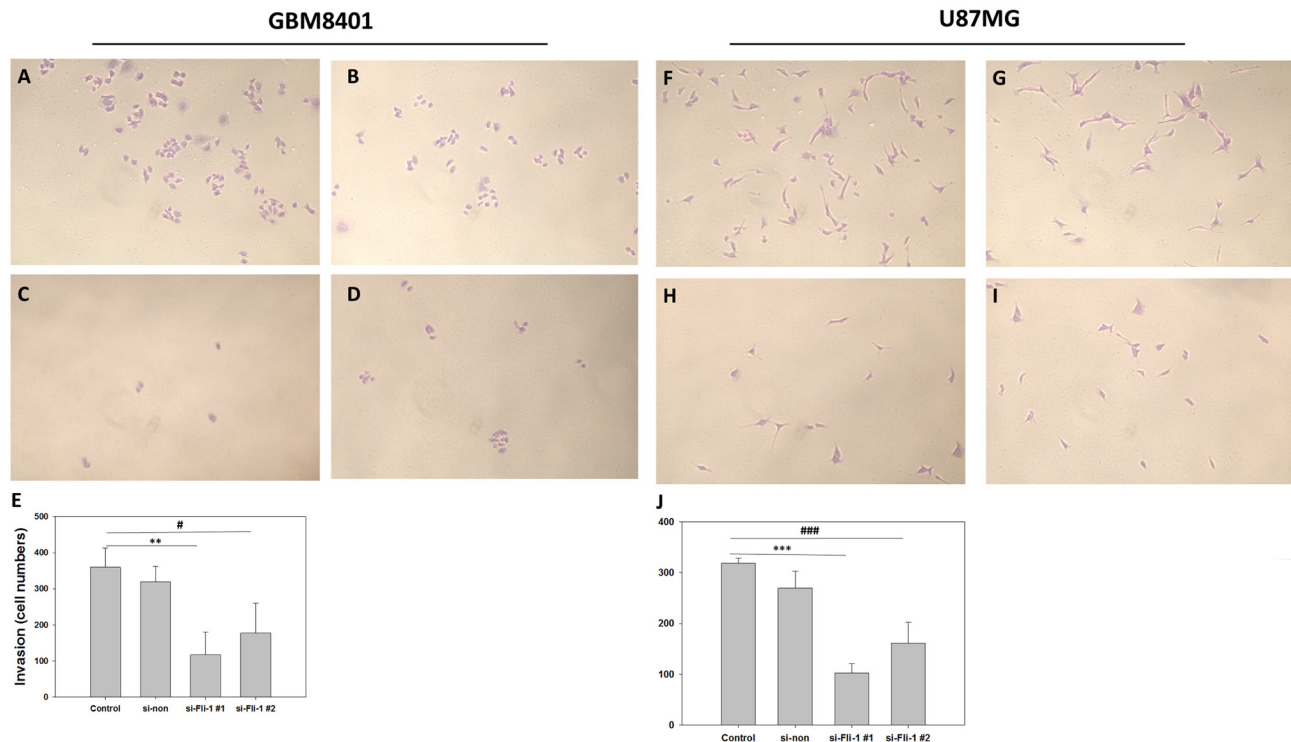 GBM8401
U87MG
A
B
F
G
C
D
H
I
E
Invasion (cell numbers)
500
400
300
200
100
0
#
**
Control
si-non
si-Fli-1 #1
si-Fli-1 #2
J
400
300
200
100
0
###
***
Control
si-non
si-Fli-1 #1
si-Fli-1 #2